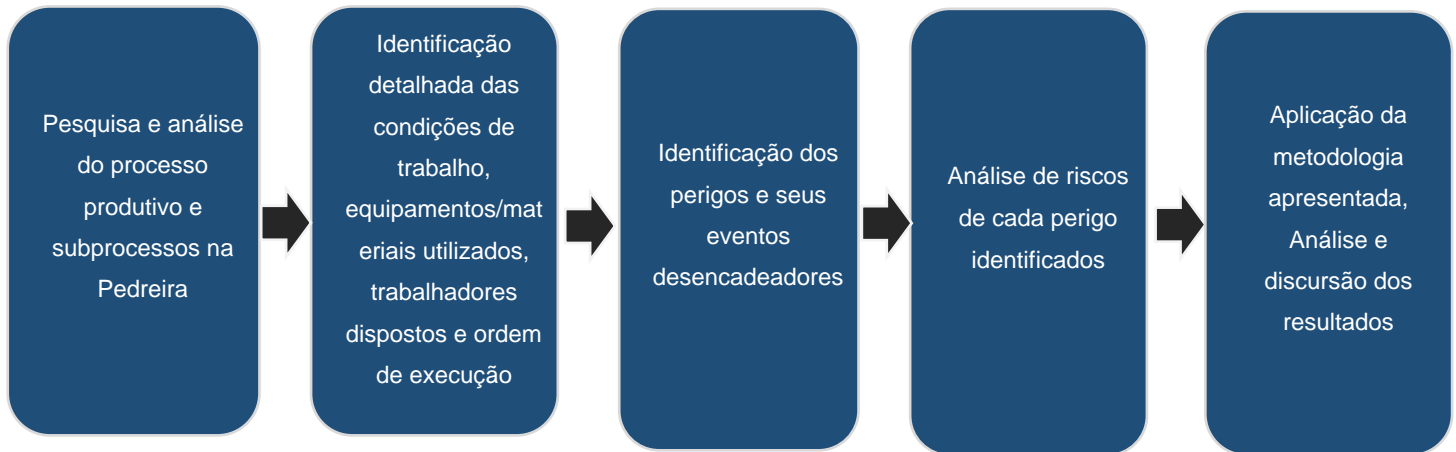 Pesquisa e análise
do processo
produtivo e
subprocessos na
Pedreira
Identificação
detalhada das
condições de
trabalho,
equipamentos/mat
eriais utilizados,
trabalhadores
dispostos e ordem
de execução
Identificação dos
perigos e seus
eventos
desencadeadores
Análise de riscos
de cada perigo
identificados
Aplicação da
metodologia
apresentada,
Análise e
discursão dos
resultados